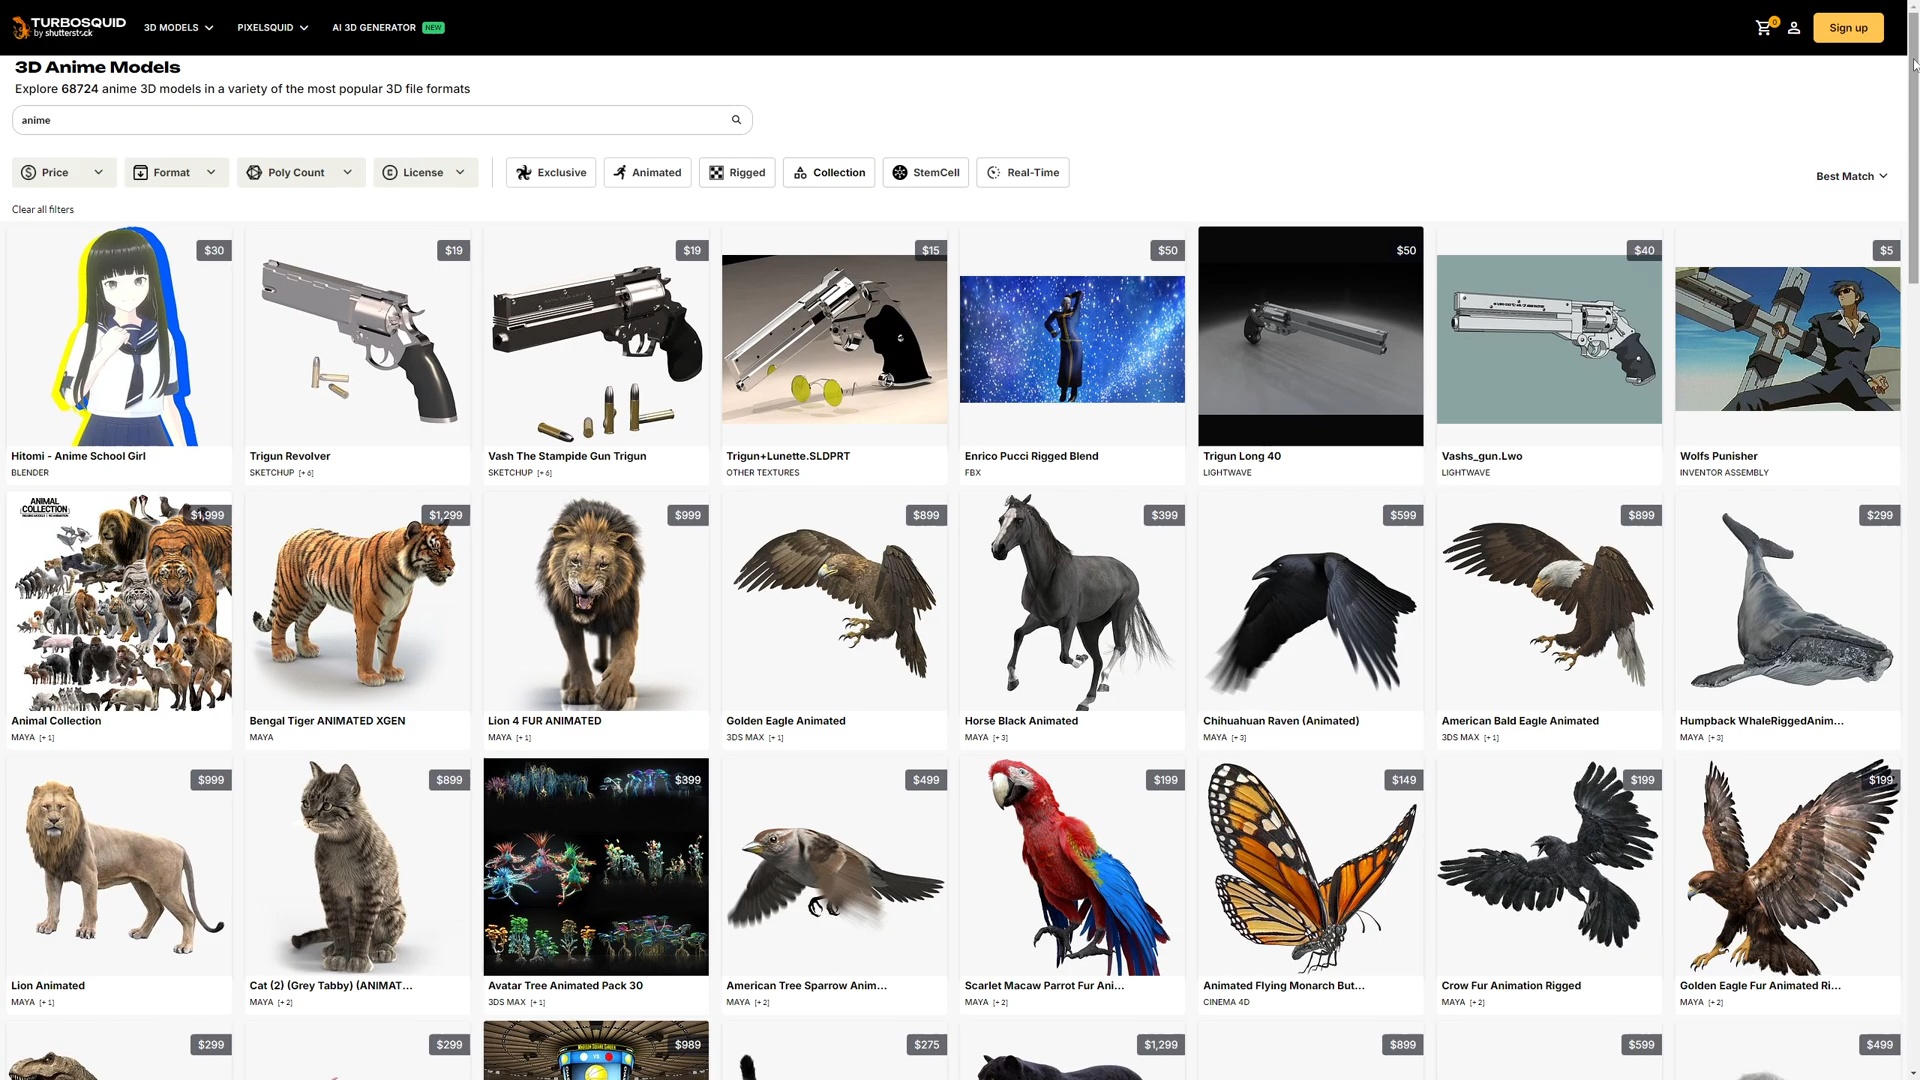 TURBOSQUID
by shutterstock
3D MODELS
PIXELSQUID
AI 3D GENERATOR
NEW
0
Sign up
3D Anime Models
Explore 68724 anime 3D models in a variety of the most popular 3D file formats
anime
Price
Format
Poly Count
License
Exclusive
Animated
Rigged
Collection
StemCell
Real-Time
Best Match
Clear all filters
$30
$19
$19
$15
$50
$50
$40
$5
Hitomi - Anime School Girl
BLENDER
Trigun Revolver
SKETCHUP [+ 6]
Vash The Stampide Gun Trigun
SKETCHUP [+ 6]
Trigun+Lunette.SLDPRT
OTHER TEXTURES
Enrico Pucci Rigged Blend
FBX
Trigun Long 40
LIGHTWAVE
Vashs_gun.Lwo
LIGHTWAVE
Wolfs Punisher
INVENTOR ASSEMBLY
ANIMAL
COLLECTION
$1,999
$1,299
$999
$899
$399
$599
$899
$299
Animal Collection
MAYA [+ 1]
Bengal Tiger ANIMATED XGEN
MAYA
Lion 4 FUR ANIMATED
MAYA [+ 1]
Golden Eagle Animated
3DS MAX [+ 1]
Horse Black Animated
MAYA [+ 3]
Chihuahuan Raven (Animated)
MAYA [+ 3]
American Bald Eagle Animated
3DS MAX [+ 1]
Humpback WhaleRiggedAnim...
MAYA [+ 3]
$999
$899
$399
$499
$199
$149
$199
$199
Lion Animated
MAYA [+ 1]
Cat (2) (Grey Tabby) (ANIMAT...
MAYA [+ 2]
Avatar Tree Animated Pack 30
3DS MAX [+ 1]
American Tree Sparrow Anim...
MAYA [+ 2]
Scarlet Macaw Parrot Fur Ani...
MAYA [+ 2]
Animated Flying Monarch But...
CINEMA 4D
Crow Fur Animation Rigged
MAYA [+ 2]
Golden Eagle Fur Animated Ri...
MAYA [+ 2]
$299
$299
$989
$275
$1,299
$899
$599
$499
MADISON SQUARE GARDEN
VS